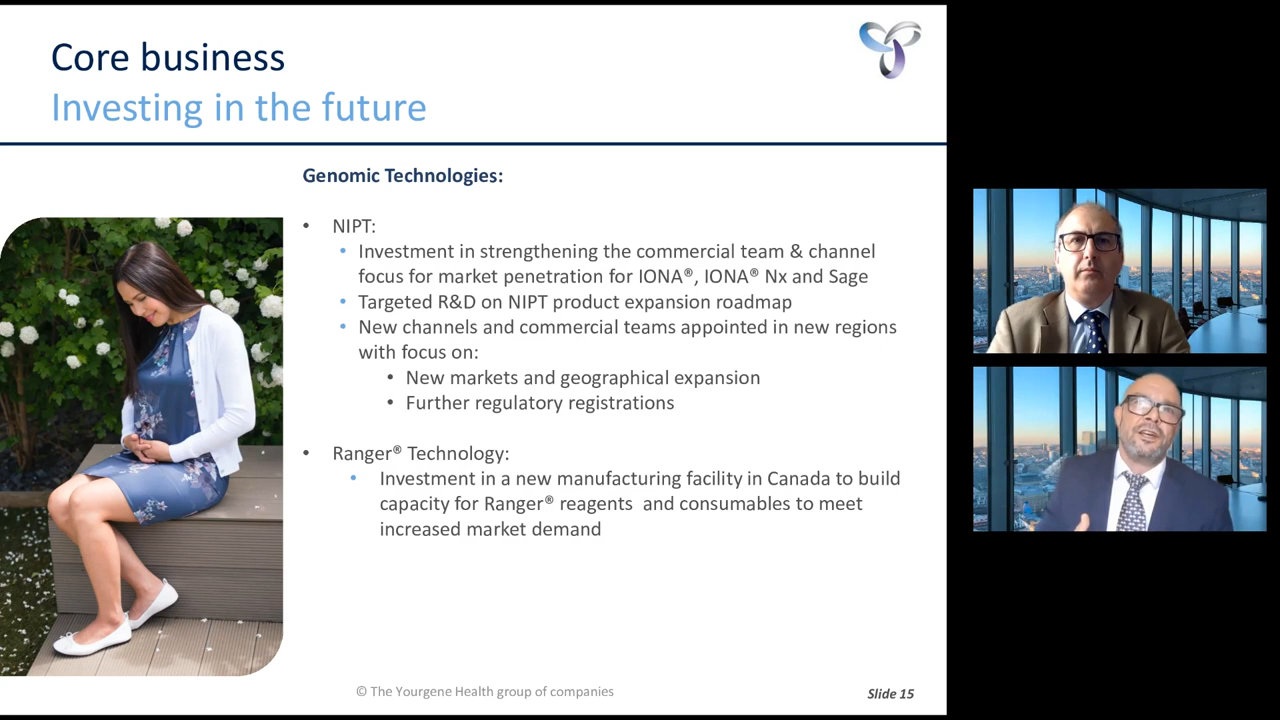 Core business
Investing in the future
Genomic Technologies:
• NIPT:
• Investment in strengthening the commercial team & channel
focus for market penetration for IONA®, IONA® Nx and Sage
• Targeted R&D on NIPT product expansion roadmap
• New channels and commercial teams appointed in new regions
with focus on:
• New markets and geographical expansion
• Further regulatory registrations
• Ranger® Technology:
• Investment in a new manufacturing facility in Canada to build
capacity for Ranger® reagents and consumables to meet
increased market demand
© The Yourgene Health group of companies
Slide 15